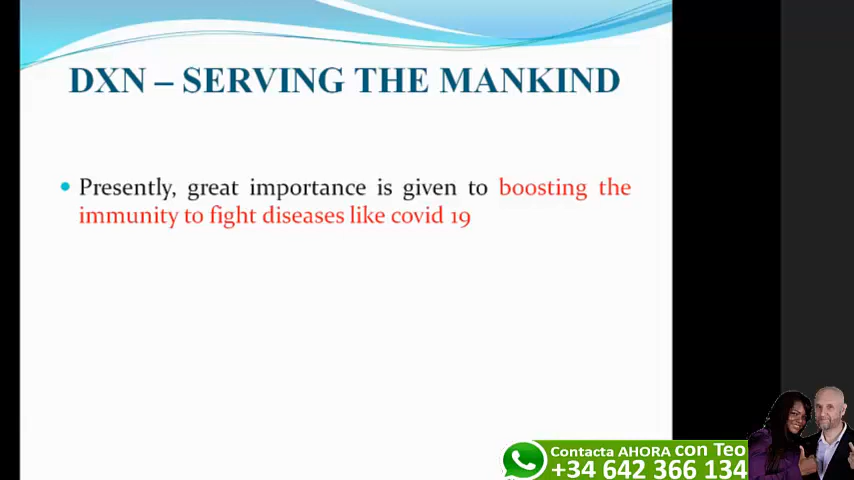 DXN – SERVING THE MANKIND
• Presently, great importance is given to boosting the
immunity to fight diseases like covid 19
Contacta AHORA con Teo
+34 642 366 134